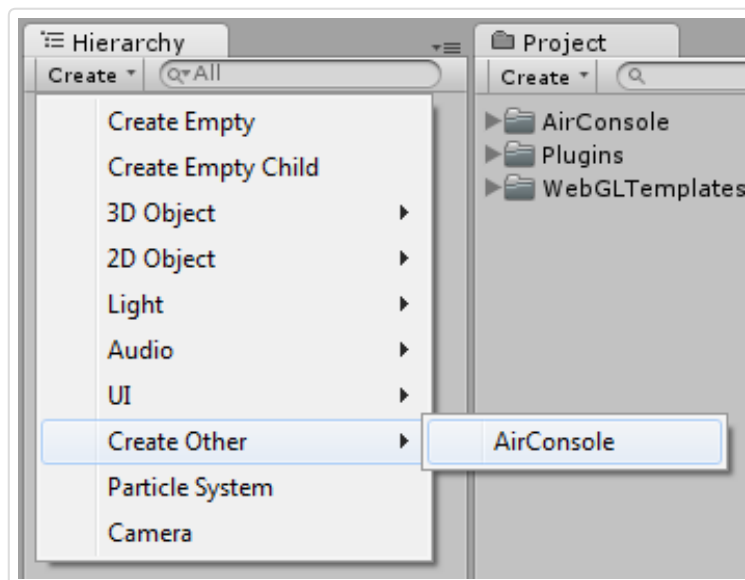 Hierarchy
Create
All
Create Empty
Create Empty Child
3D Object
2D Object
Light
Audio
UI
Create Other
Particle System
Camera
AirConsole
Project
Create
AirConsole
Plugins
WebGLTemplates